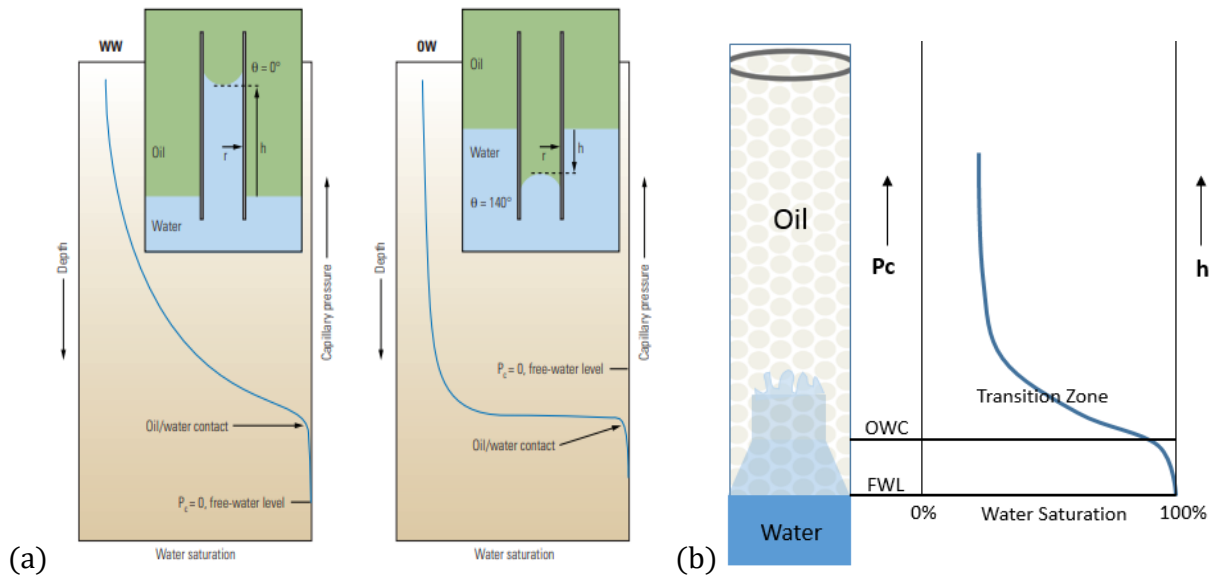 WW
θ = 0°
Oil
r
h
Water
Depth
Capillary pressure
Oil/water contact
Pc = 0, free-water level
Water saturation
(a)
OW
Oil
Water
r
h
θ = 140°
Depth
Capillary pressure
Pc = 0, free-water level
Oil/water contact
Water saturation
(b)
Oil
Water
Pc
h
Transition Zone
OWC
FWL
0%
Water Saturation
100%